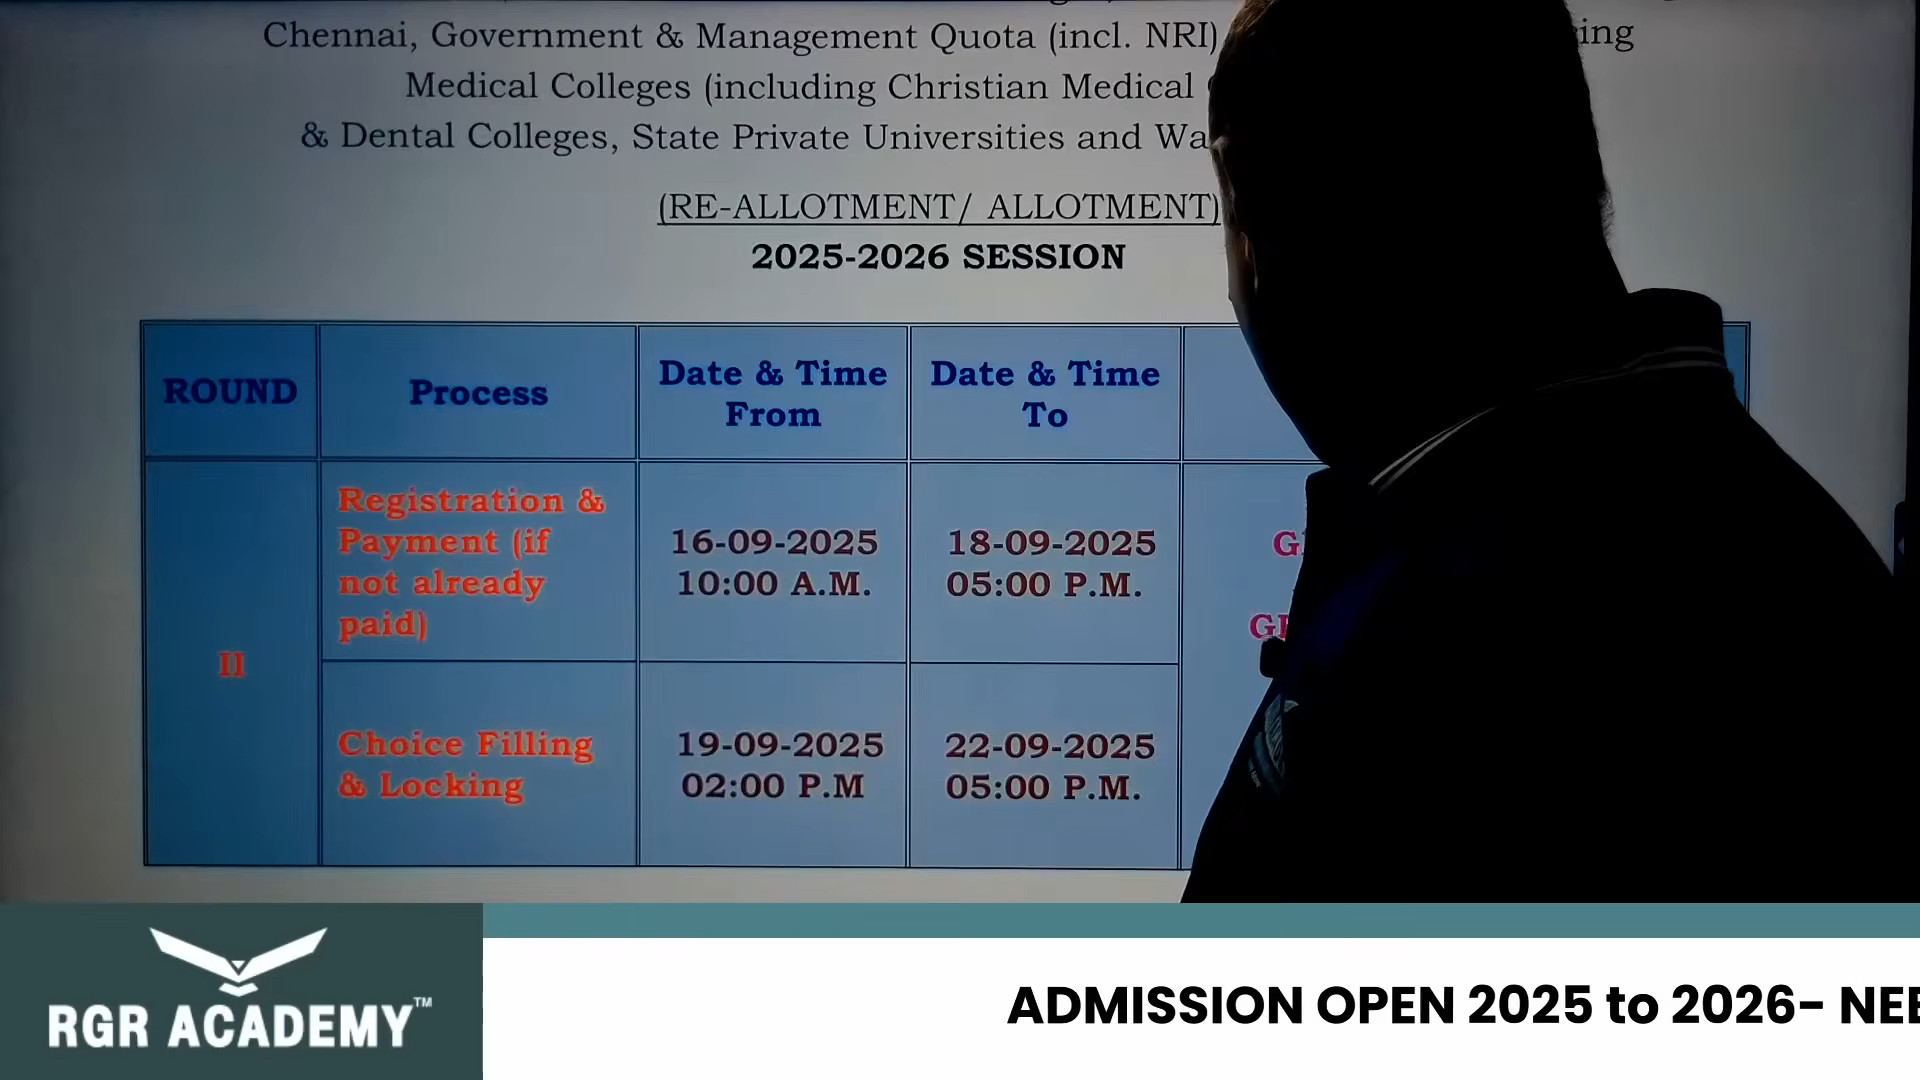 Chennai, Government & Management Quota (incl. NRI)
Medical Colleges (including Christian Medical
& Dental Colleges, State Private Universities and
(RE-ALLOTMENT/ ALLOTMENT)
2025-2026 SESSION
ROUND
Process
Date & Time
From
Date & Time
To
II
Registration &
Payment (if
not already
paid)
16-09-2025
10:00 A.M.
18-09-2025
05:00 P.M.
Choice Filling
& Locking
19-09-2025
02:00 P.M
22-09-2025
05:00 P.M.
RGR ACADEMY™
ADMISSION OPEN 2025 to 2026-